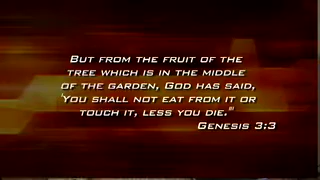 But from the fruit of the
tree which is in the middle
of the garden, God has said,
'You shall not eat from it or
touch it, less you die.'"
Genesis 3:3